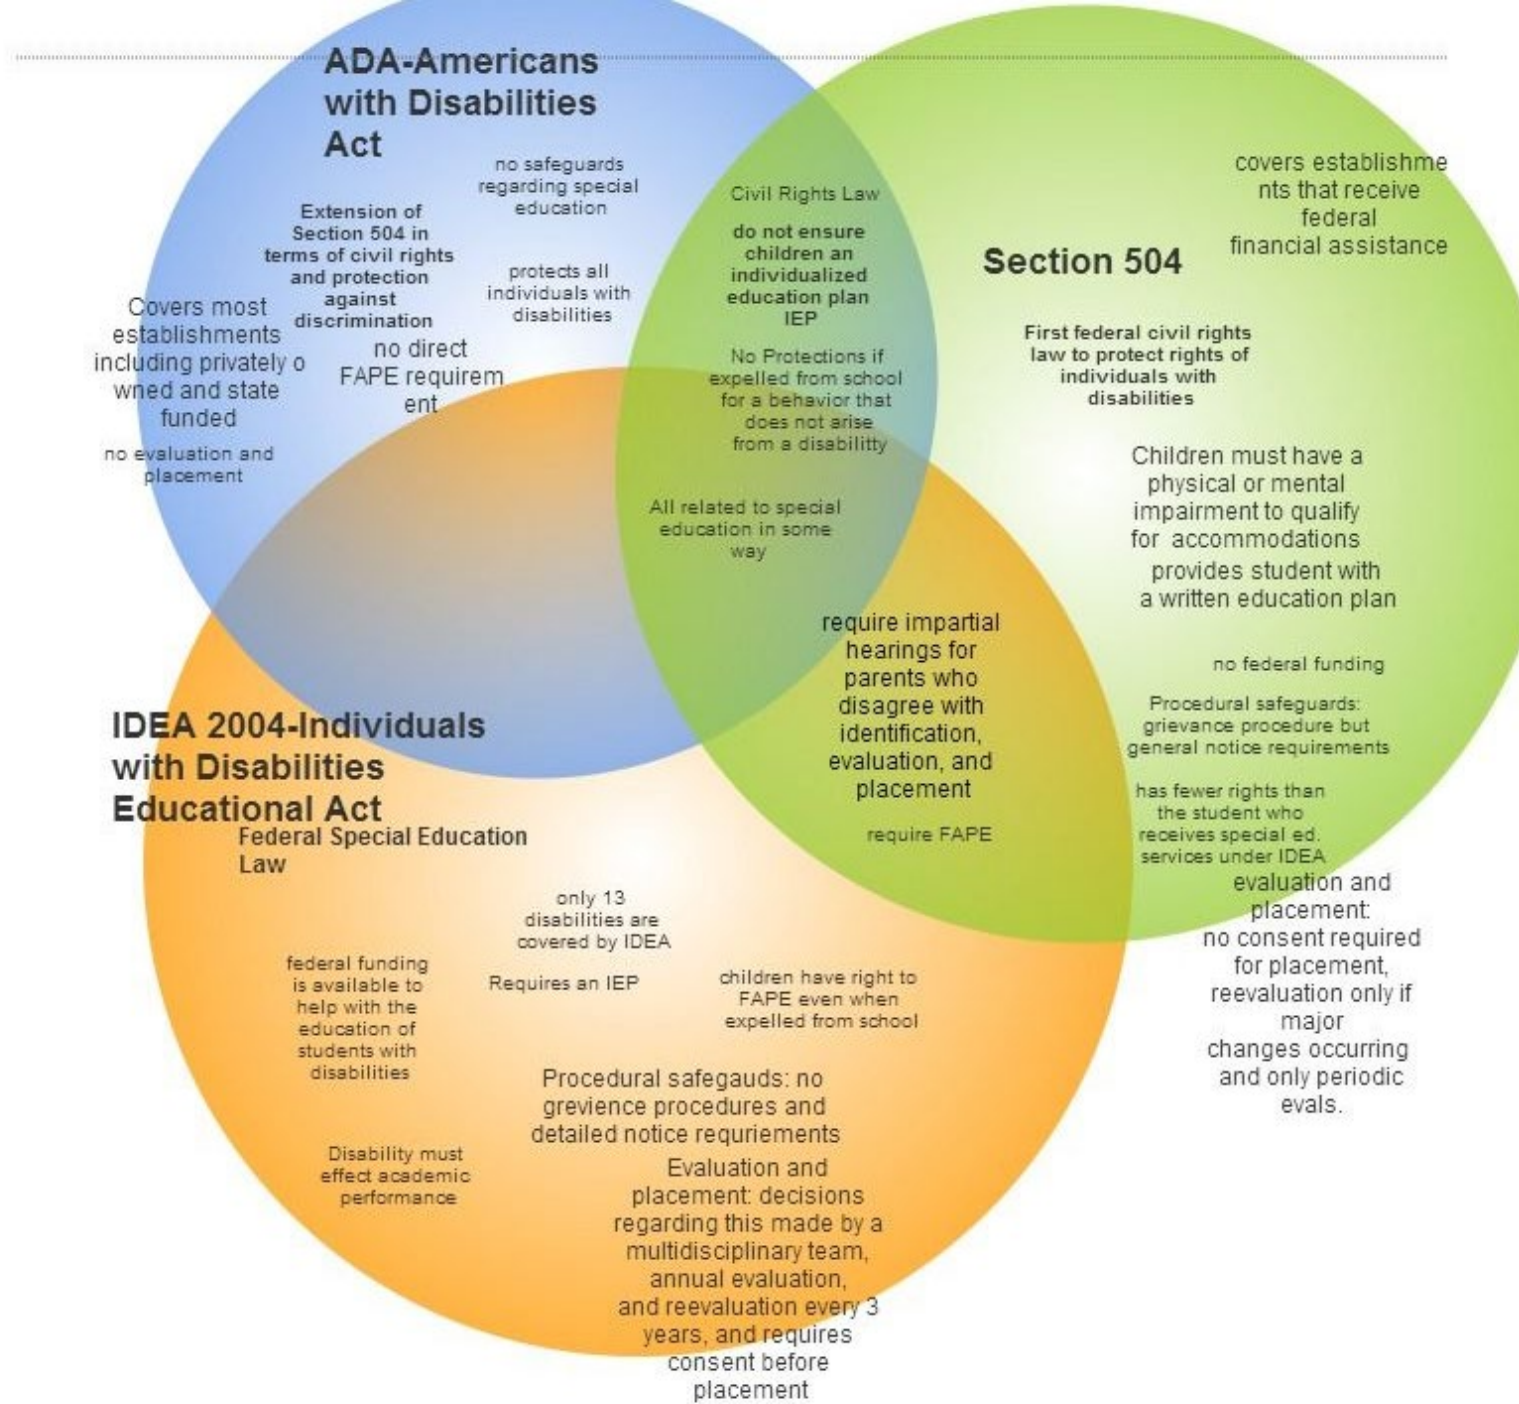 ADA-Americans
with Disabilities
Act
no safeguards
regarding special
education
Extension of
Section 504 in
terms of civil rights
and protection
against
discrimination
protects all
individuals with
disabilities
Covers most
establishments
including privately o
wned and state
funded
no direct
FAPE requirem
ent
no evaluation and
placement
Civil Rights Law
do not ensure
children an
individualized
education plan
IEP
No Protections if
expelled from school
for a behavior that
does not arise
from a disabilitty
All related to special
education in some
way
Section 504
covers establishme
nts that receive
federal
financial assistance
First federal civil rights
law to protect rights of
individuals with
disabilities
Children must have a
physical or mental
impairment to qualify
for accommodations
provides student with
a written education plan
no federal funding
Procedural safeguards:
grievance procedure but
general notice requirements
has fewer rights than
the student who
receives special ed.
services under IDEA
evaluation and
placement:
no consent required
for placement,
reevaluation only if
major
changes occurring
and only periodic
evals.
require impartial
hearings for
parents who
disagree with
identification,
evaluation, and
placement
require FAPE
IDEA 2004-Individuals
with Disabilities
Educational Act
Federal Special Education
Law
only 13
disabilities are
covered by IDEA
federal funding
is available to
help with the
education of
students with
disabilities
Requires an IEP
children have right to
FAPE even when
expelled from school
Procedural safegauds: no
grevience procedures and
detailed notice requriements
Disability must
effect academic
performance
Evaluation and
placement: decisions
regarding this made by a
multidisciplinary team,
annual evaluation,
and reevaluation every 3
years, and requires
consent before
placement